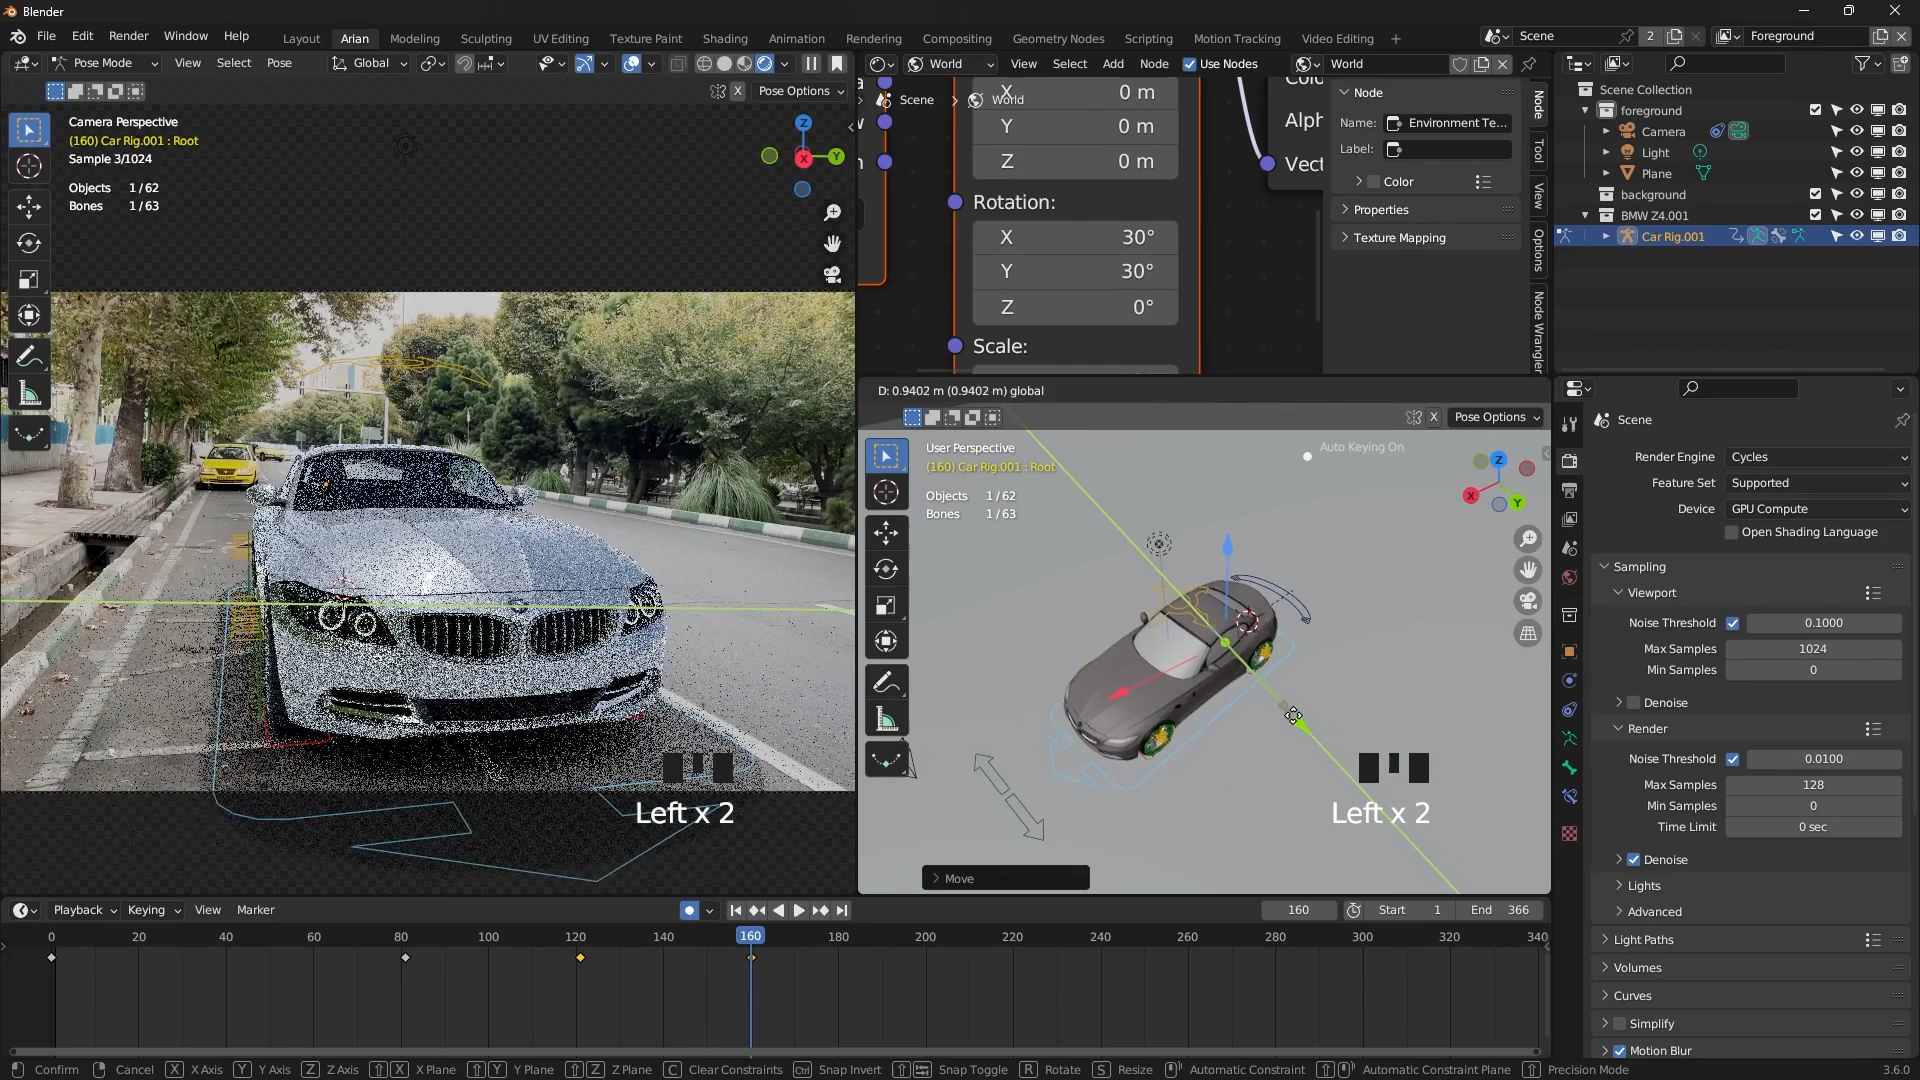 Blender
File Edit Render Window Help
Layout Arian Modeling Sculpting UV Editing Texture Paint Shading Animation Rendering Compositing Geometry Nodes Scripting Motion Tracking Video Editing +
Scene 2 Foreground
Pose Mode View Select Pose Global
World View Select Add Node Use Nodes World
X Pose Options
Camera Perspective
(160) Car Rig.001 : Root
Sample 3/1024
Objects 1/62
Bones 1/63
Z
Y
X
Scene > World
X 0 m
Y 0 m
Z 0 m
Rotation:
X 30°
Y 30°
Z 0°
Scale:
Alph
Vect
Node
Name: Environment Te...
Label:
Color
Properties
Texture Mapping
Node
Tool
View
Options
Node Wrangler
Scene Collection
foreground
Camera
Light
Plane
background
BMW Z4.001
Car Rig.001
D: 0.9402 m (0.9402 m) global
X Pose Options
User Perspective
(160) Car Rig.001 : Root
Objects 1/62
Bones 1/63
Auto Keying On
Z
X
Y
Left x 2
Left x 2
Move
Scene
Render Engine Cycles
Feature Set Supported
Device GPU Compute
Open Shading Language
Sampling
Viewport
Noise Threshold 0.1000
Max Samples 1024
Min Samples 0
Denoise
Render
Noise Threshold 0.0100
Max Samples 128
Min Samples 0
Time Limit 0 sec
Denoise
Lights
Advanced
Light Paths
Volumes
Curves
Simplify
Motion Blur
Playback Keying View Marker
160 Start 1 End 366
0 20 40 60 80 100 120 140 160 180 200 220 240 260 280 300 320 340
Confirm Cancel X X Axis Y Y Axis Z Z Axis X X Plane Y Y Plane Z Z Plane C Clear Constraints Ctrl Snap Invert Snap Toggle R Rotate S Resize Automatic Constraint Automatic Constraint Plane Precision Mode 3.6.0